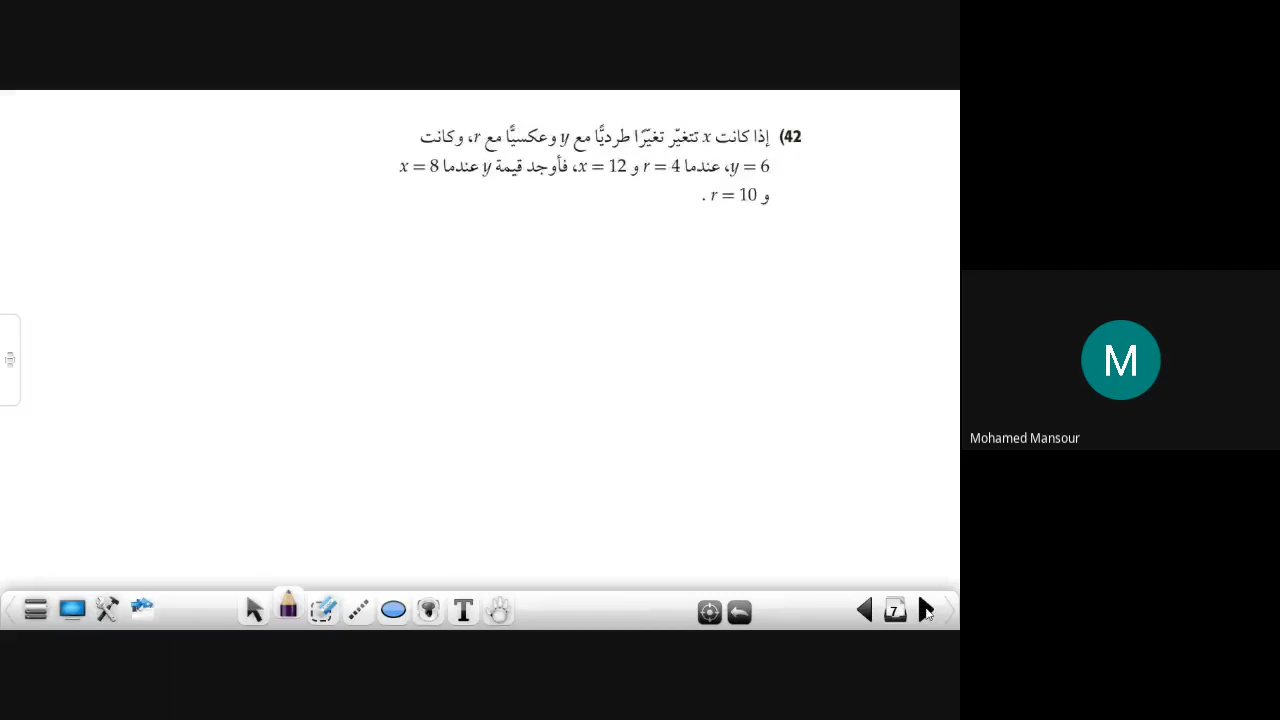 42) إذا كانت x تتغيّر تغيّرًا طرديًّا مع y وعكسيًّا مع r، وكانت
y = 6، عندما r = 4 و x = 12، فأوجد قيمة y عندما x = 8
و r = 10 .
M
Mohamed Mansour
T
7